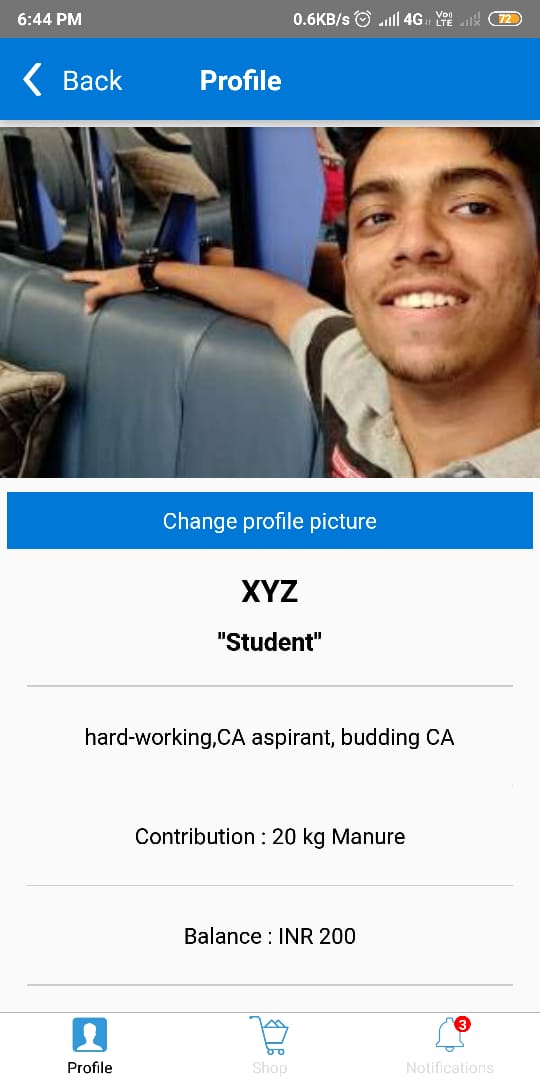 6:44 PM 0.6KB/s 4G Vo)) LTE 72
Back Profile
Change profile picture
XYZ
"Student"
hard-working,CA aspirant, budding CA
Contribution : 20 kg Manure
Balance : INR 200
3
Profile Shop Notifications